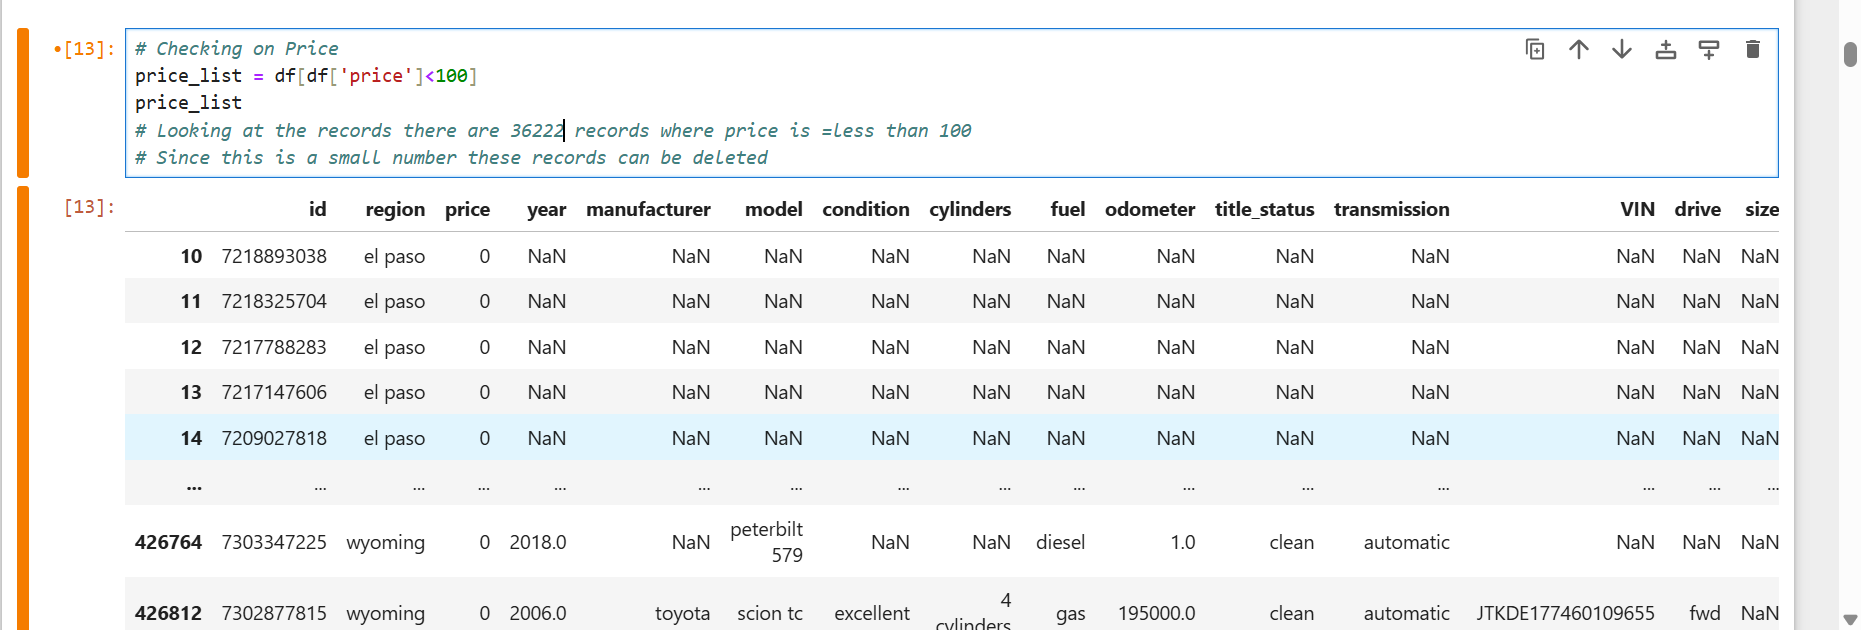 •[13]:
# Checking on Price
price_list = df[df['price']<100]
price_list
# Looking at the records there are 36222 records where price is =less than 100
# Since this is a small number these records can be deleted
[13]:
id region price year manufacturer model condition cylinders fuel odometer title_status transmission VIN drive size
10 7218893038 el paso 0 NaN NaN NaN NaN NaN NaN NaN NaN NaN NaN NaN NaN
11 7218325704 el paso 0 NaN NaN NaN NaN NaN NaN NaN NaN NaN NaN NaN NaN
12 7217788283 el paso 0 NaN NaN NaN NaN NaN NaN NaN NaN NaN NaN NaN NaN
13 7217147606 el paso 0 NaN NaN NaN NaN NaN NaN NaN NaN NaN NaN NaN NaN
14 7209027818 el paso 0 NaN NaN NaN NaN NaN NaN NaN NaN NaN NaN NaN NaN
... ... ... ... ... ... ... ... ... ... ... ... ... ... ... ...
426764 7303347225 wyoming 0 2018.0 NaN peterbilt 579 NaN NaN diesel 1.0 clean automatic NaN NaN NaN
426812 7302877815 wyoming 0 2006.0 toyota scion tc excellent 4 cylinders gas 195000.0 clean automatic JTKDE177460109655 fwd NaN